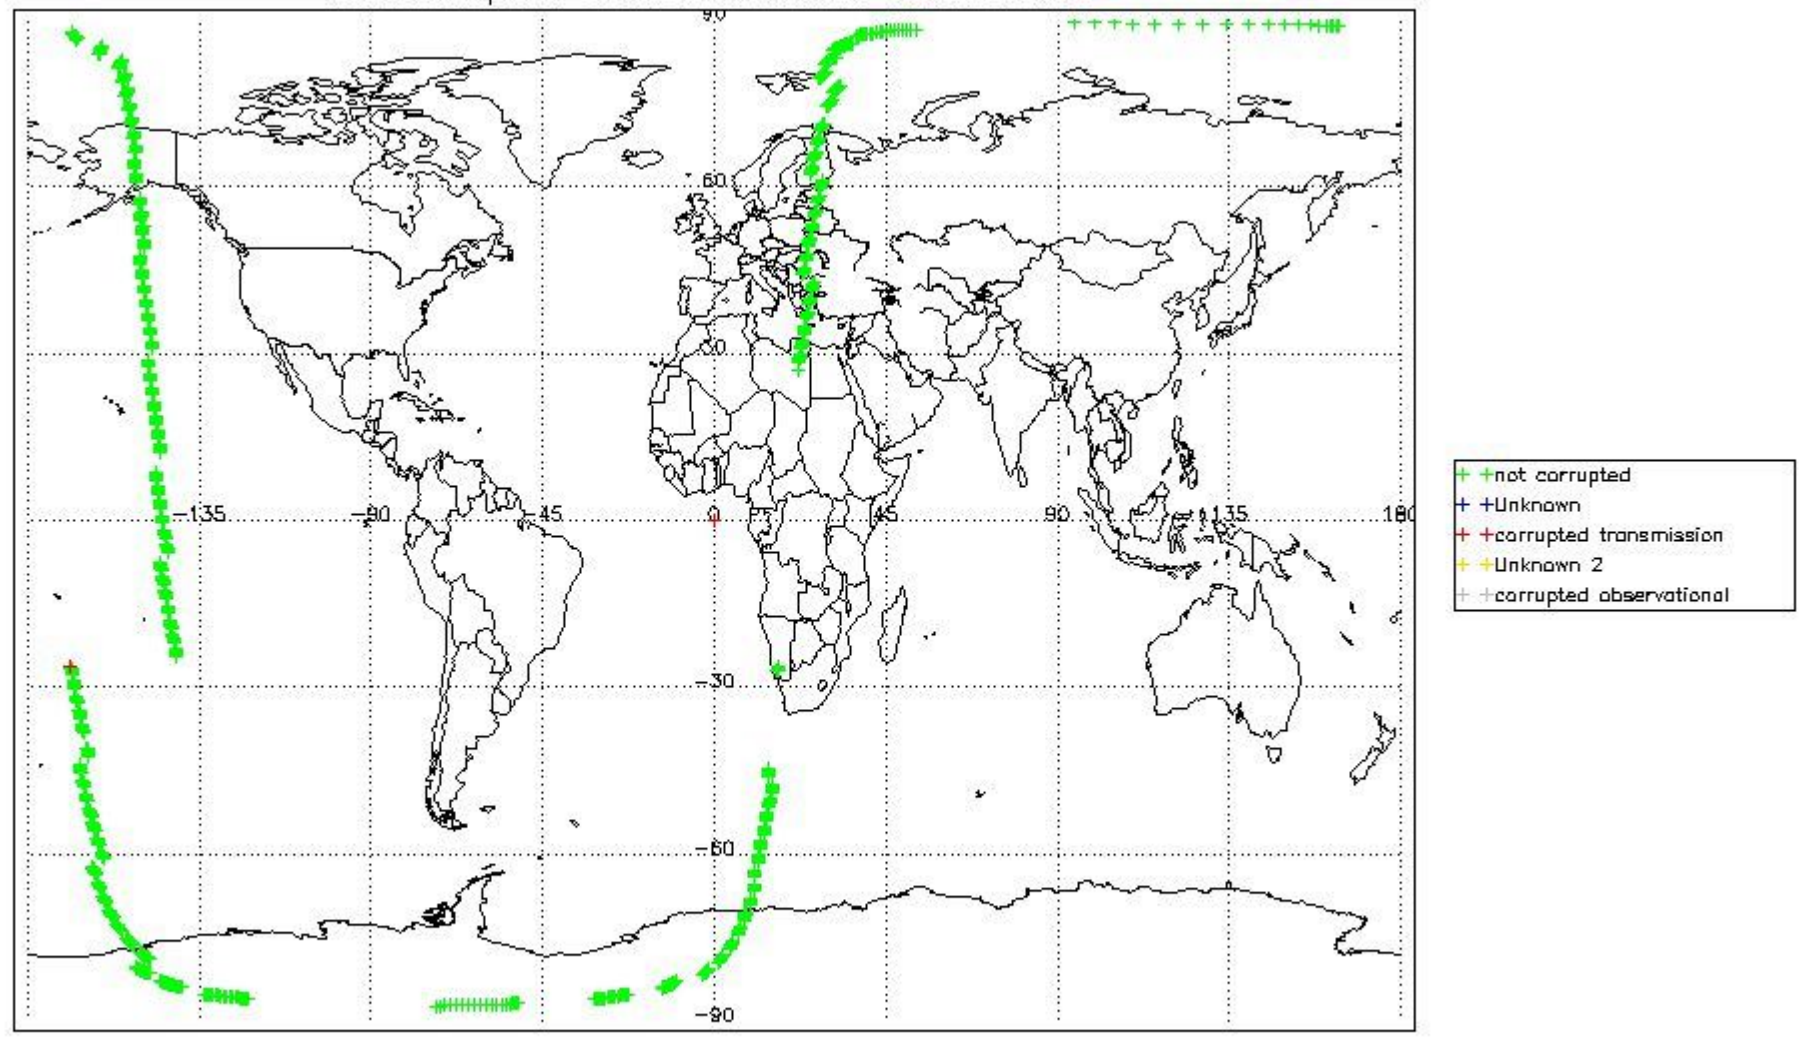 90
60
30
-135 -90 -45 0 45 90 135 180
-30
-60
-90
not corrupted
Unknown
corrupted transmission
Unknown 2
corrupted observational